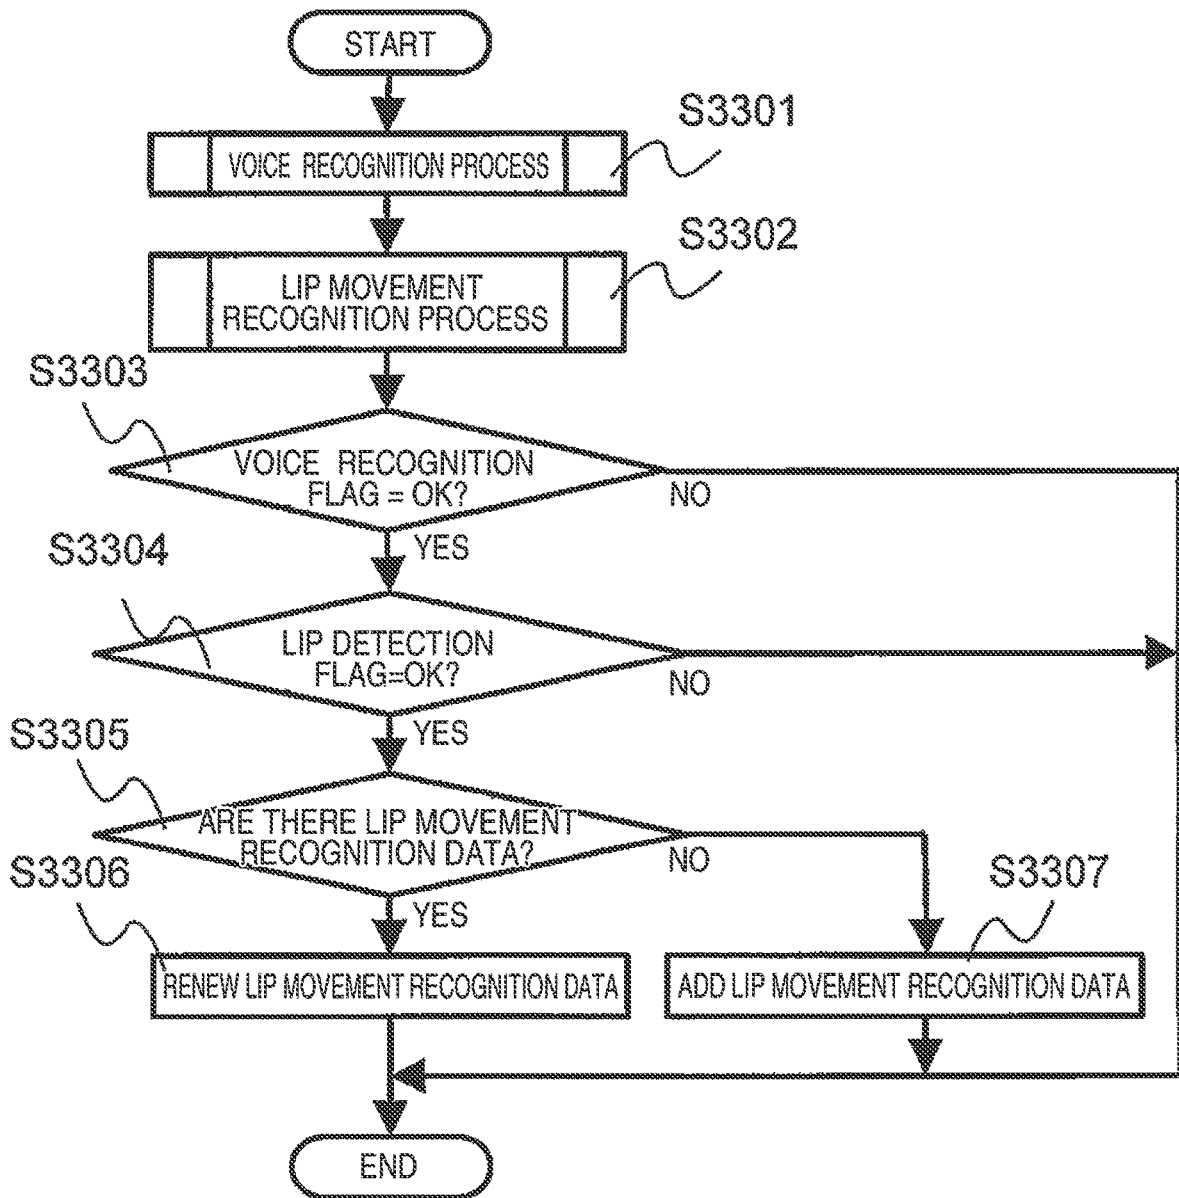 START
S3301
VOICE RECOGNITION PROCESS
S3302
LIP MOVEMENT
RECOGNITION PROCESS
S3303
VOICE RECOGNITION
FLAG = OK?
NO
YES
S3304
LIP DETECTION
FLAG=OK?
NO
YES
S3305
ARE THERE LIP MOVEMENT
RECOGNITION DATA?
NO
YES
S3306
S3307
RENEW LIP MOVEMENT RECOGNITION DATA
ADD LIP MOVEMENT RECOGNITION DATA
END